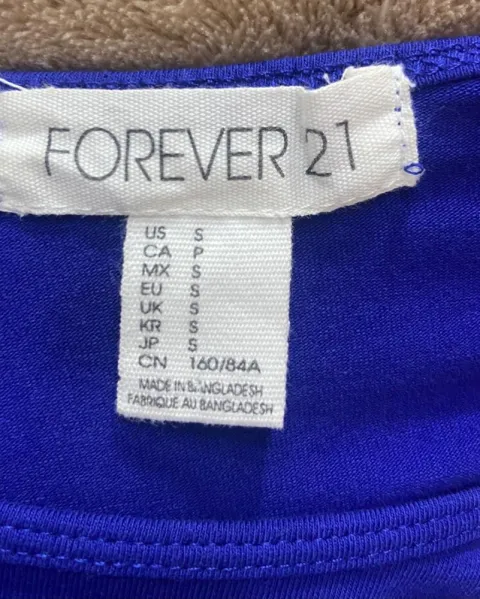 FOREVER 21
US S
CA P
MX S
EU S
UK S
KR S
JP S
CN 160/84A
MADE IN BANGLADESH
FABRIQUE AU BANGLADESH